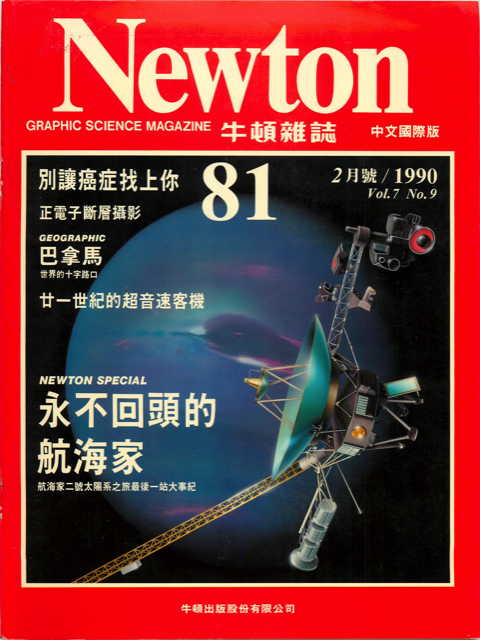 Newton
GRAPHIC SCIENCE MAGAZINE 牛頓雜誌 中文國際版
別讓癌症找上你
81
2月號 / 1990
Vol.7 No.9
正電子斷層攝影
GEOGRAPHIC
巴拿馬
世界的十字路口
廿一世紀的超音速客機
NEWTON SPECIAL
永不回頭的
航海家
航海家二號太陽系之旅最後一站大事紀
牛頓出版股份有限公司